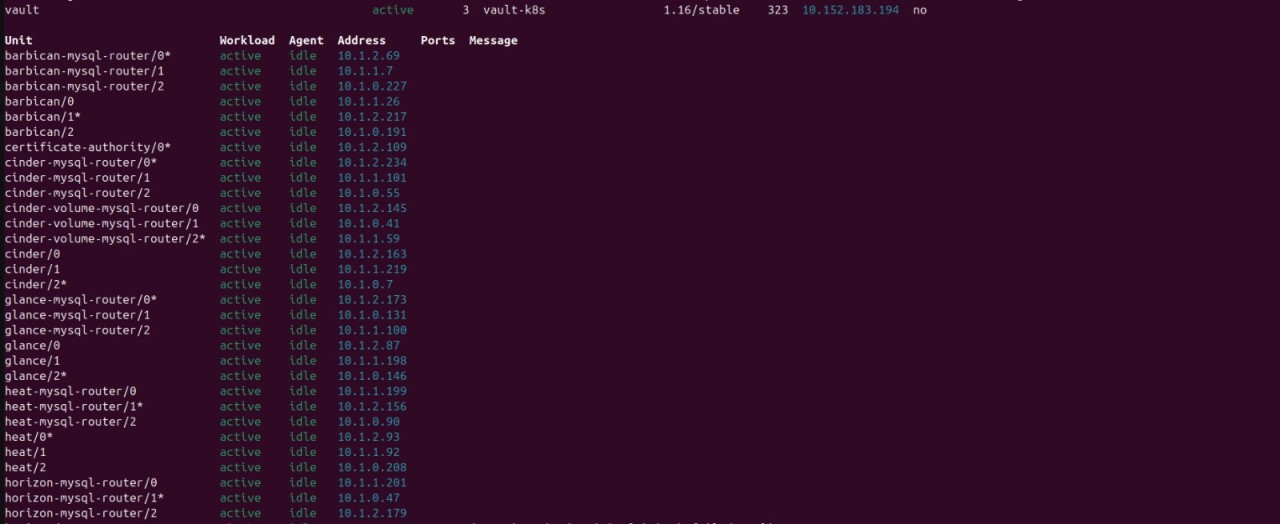 vault active 3 vault-k8s 1.16/stable 323 10.152.183.194 no
Unit Workload Agent Address Ports Message
barbican-mysql-router/0* active idle 10.1.2.69
barbican-mysql-router/1 active idle 10.1.1.7
barbican-mysql-router/2 active idle 10.1.0.227
barbican/0 active idle 10.1.1.26
barbican/1* active idle 10.1.2.217
barbican/2 active idle 10.1.0.191
certificate-authority/0* active idle 10.1.2.109
cinder-mysql-router/0* active idle 10.1.2.234
cinder-mysql-router/1 active idle 10.1.1.101
cinder-mysql-router/2 active idle 10.1.0.55
cinder-volume-mysql-router/0 active idle 10.1.2.145
cinder-volume-mysql-router/1 active idle 10.1.0.41
cinder-volume-mysql-router/2* active idle 10.1.1.59
cinder/0 active idle 10.1.2.163
cinder/1 active idle 10.1.1.219
cinder/2* active idle 10.1.0.7
glance-mysql-router/0* active idle 10.1.2.173
glance-mysql-router/1 active idle 10.1.0.131
glance-mysql-router/2 active idle 10.1.1.100
glance/0 active idle 10.1.2.87
glance/1 active idle 10.1.1.198
glance/2* active idle 10.1.0.146
heat-mysql-router/0 active idle 10.1.1.199
heat-mysql-router/1* active idle 10.1.2.156
heat-mysql-router/2 active idle 10.1.0.90
heat/0* active idle 10.1.2.93
heat/1 active idle 10.1.1.92
heat/2 active idle 10.1.0.208
horizon-mysql-router/0 active idle 10.1.1.201
horizon-mysql-router/1* active idle 10.1.0.47
horizon-mysql-router/2 active idle 10.1.2.179